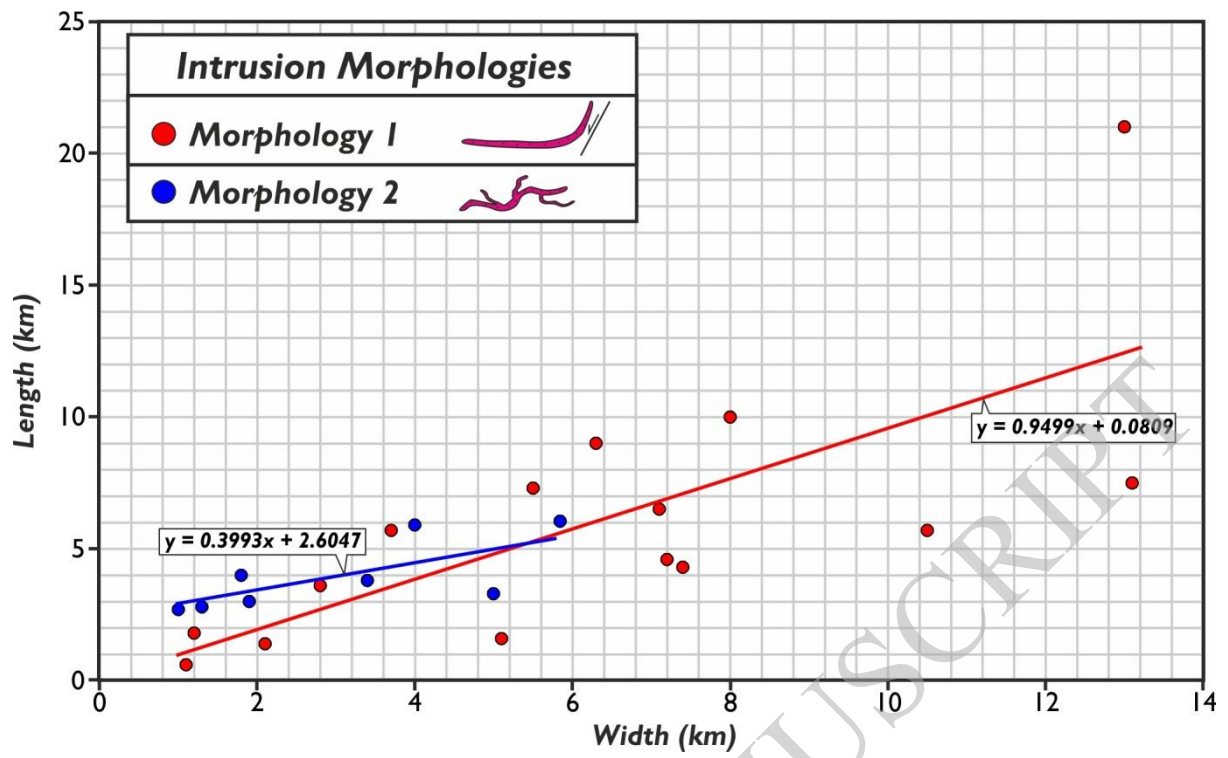 Intrusion Morphologies
Morphology 1
Morphology 2
25
20
15
10
5
0
Length (km)
y = 0.3993x + 2.6047
y = 0.9499x + 0.0809
0 2 4 6 8 10 12 14
Width (km)
USCRIPT